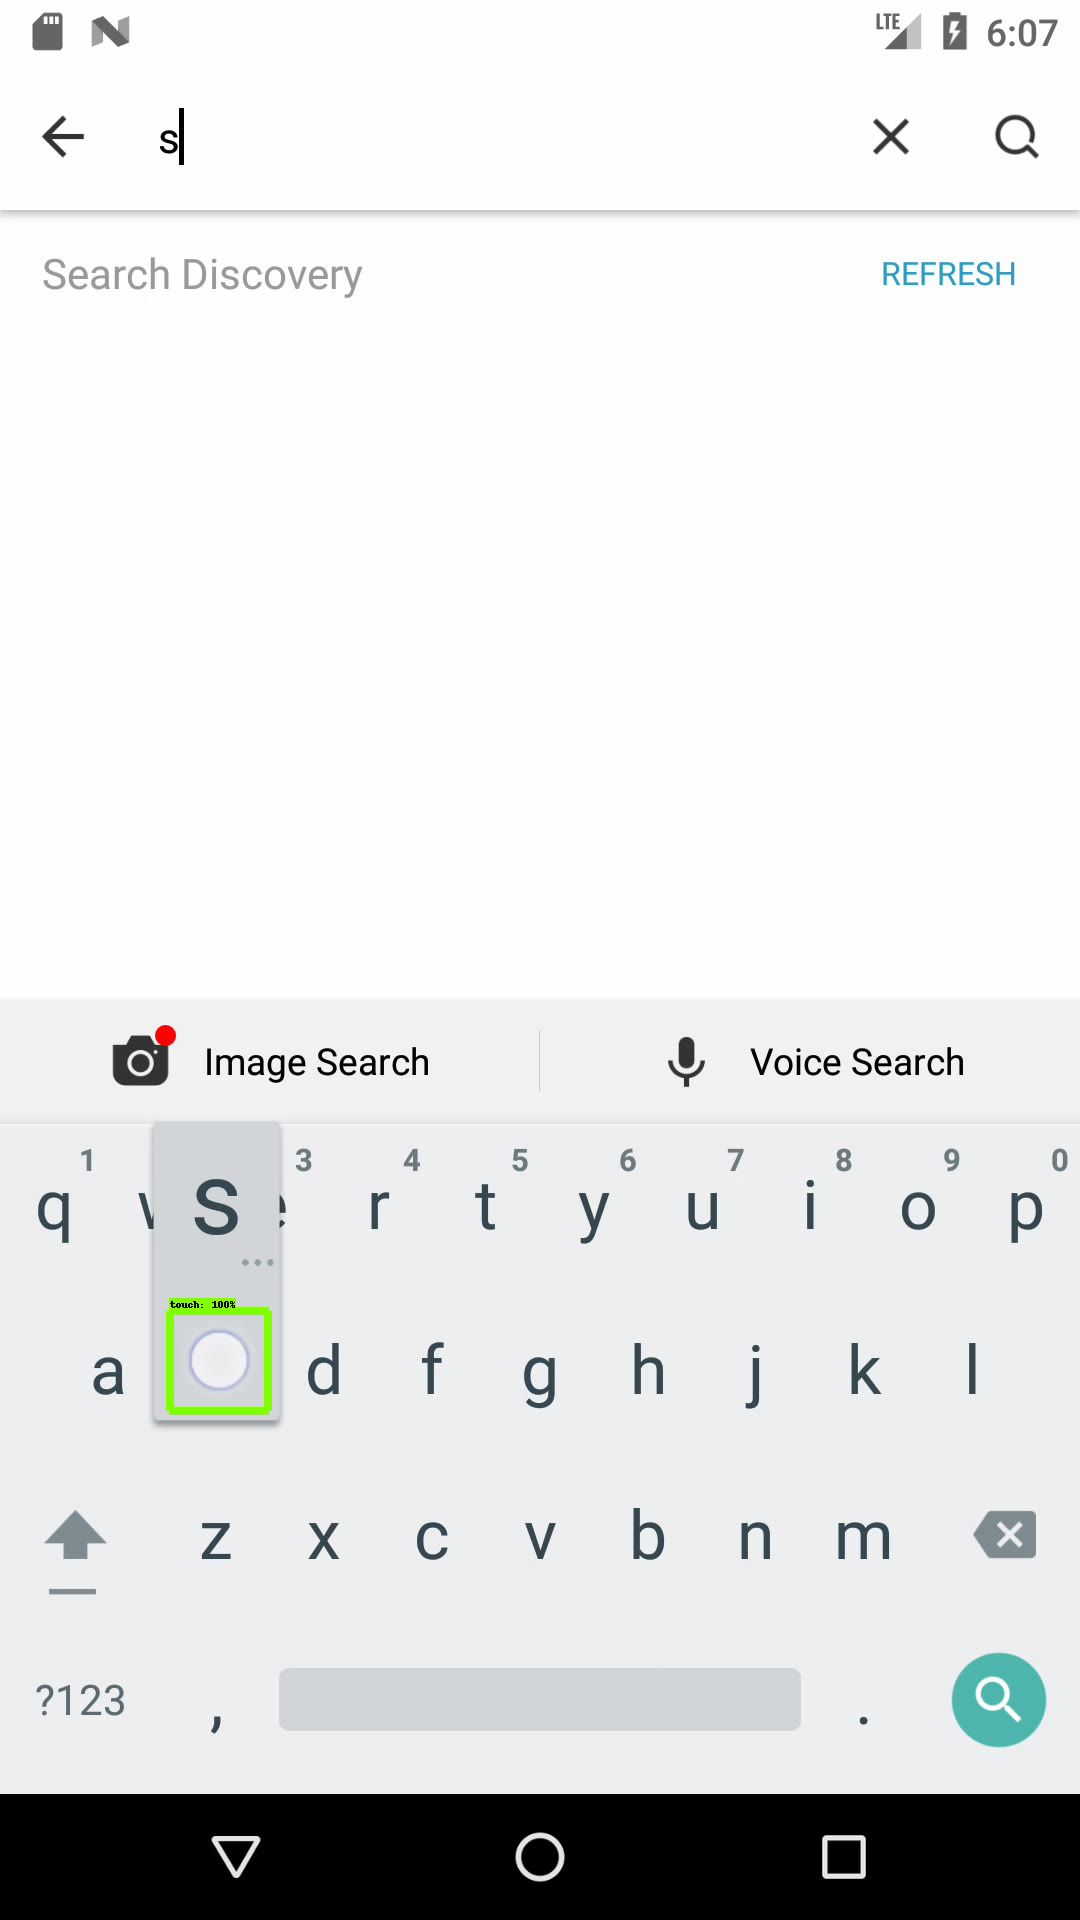 LTE 6:07
s
Search Discovery REFRESH
Image Search Voice Search
1 3 4 5 6 7 8 9 0
q s r t y u i o p
touch: 100%
a d f g h j k l
z x c v b n m
?123 , .